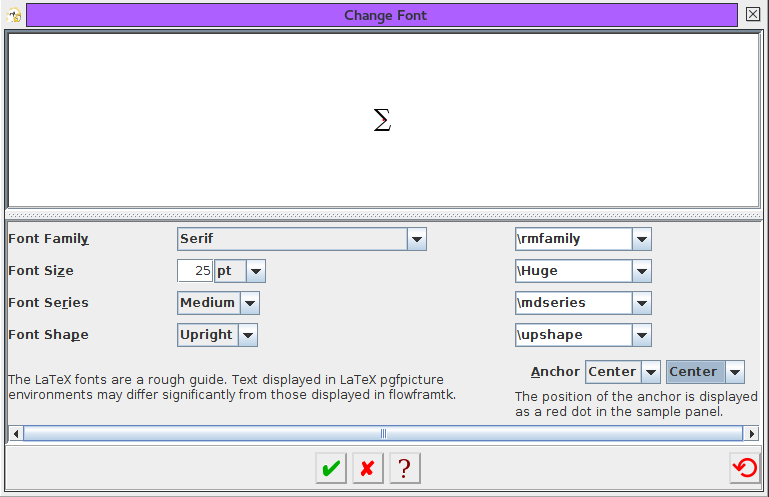 Change Font
∑
Font Family Serif \rmfamily
Font Size 25 pt \Huge
Font Series Medium \mdseries
Font Shape Upright \upshape
Anchor Center Center
The LaTeX fonts are a rough guide. Text displayed in LaTeX pgfpicture
environments may differ significantly from those displayed in flowframtk.
The position of the anchor is displayed
as a red dot in the sample panel.
?